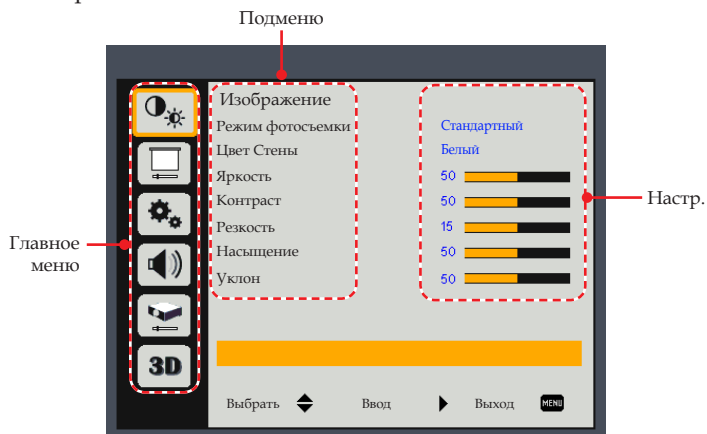 Подменю
Изображение
Режим фотосъемки Стандартный
Цвет Стены Белый
Яркость 50
Контраст 50
Резкость 15
Насыщение 50
Уклон 50
Настр.
Главное
меню
3D
Выбрать Ввод Выход MENU